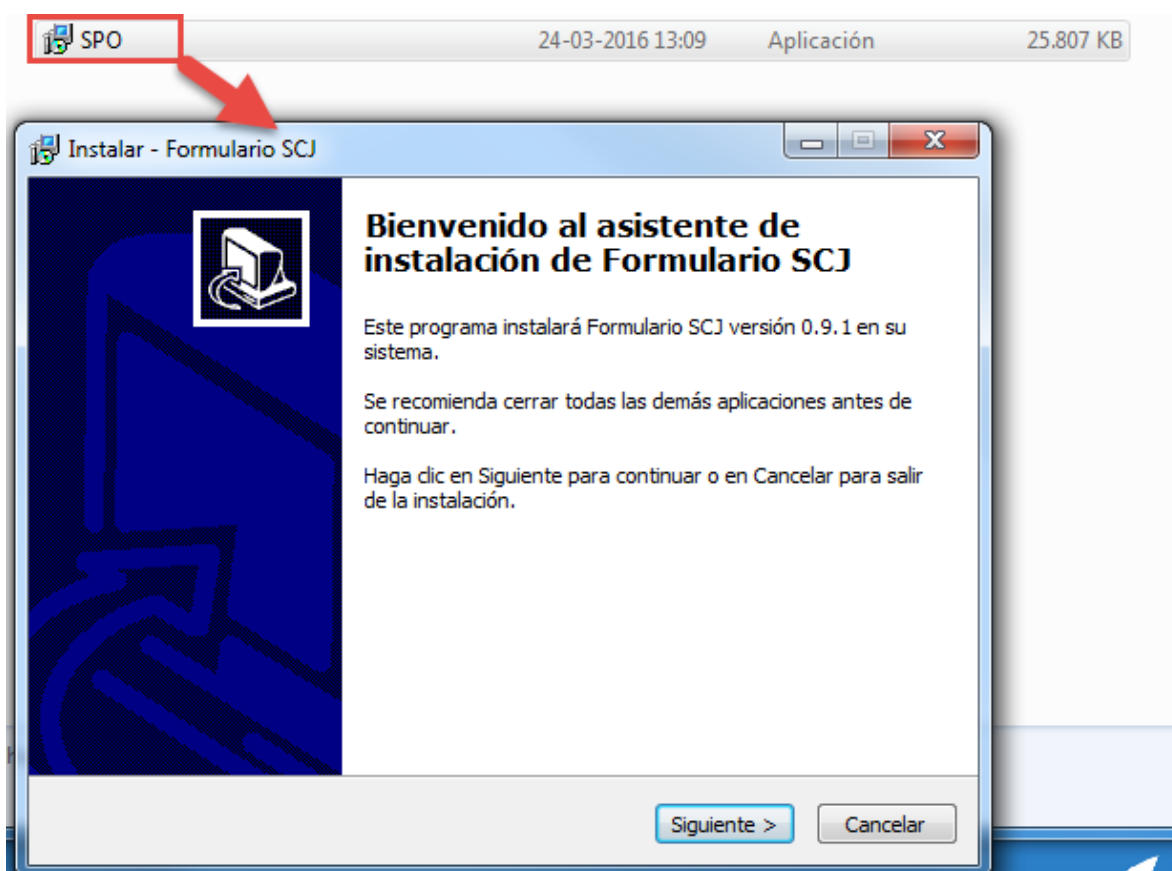 SPO 24-03-2016 13:09 Aplicación 25.807 KB
Instalar - Formulario SCJ
Bienvenido al asistente de
instalación de Formulario SCJ
Este programa instalará Formulario SCJ versión 0.9.1 en su
sistema.
Se recomienda cerrar todas las demás aplicaciones antes de
continuar.
Haga clic en Siguiente para continuar o en Cancelar para salir
de la instalación.
Siguiente > Cancelar